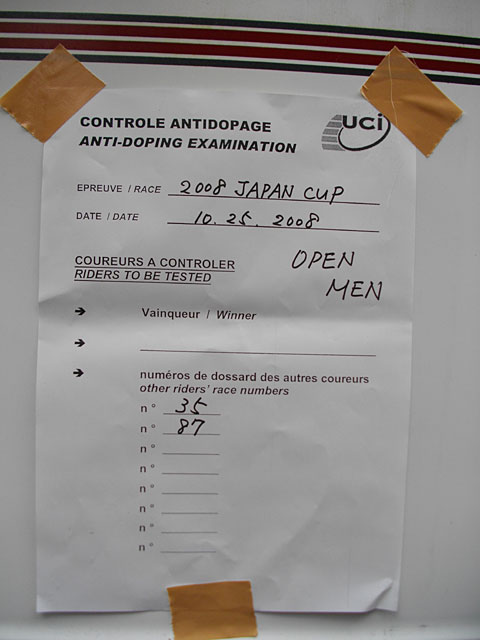 CONTROLE ANTIDOPAGE
ANTI-DOPING EXAMINATION
UCI
EPREUVE / RACE 2008 JAPAN CUP
DATE / DATE 10. 25. 2008
COUREURS A CONTROLER
RIDERS TO BE TESTED
OPEN
MEN
➔ Vainqueur / Winner
➔
➔ numéros de dossard des autres coureurs
other riders' race numbers
n° 35
n° 87
n°
n°
n°
n°
n°
n°